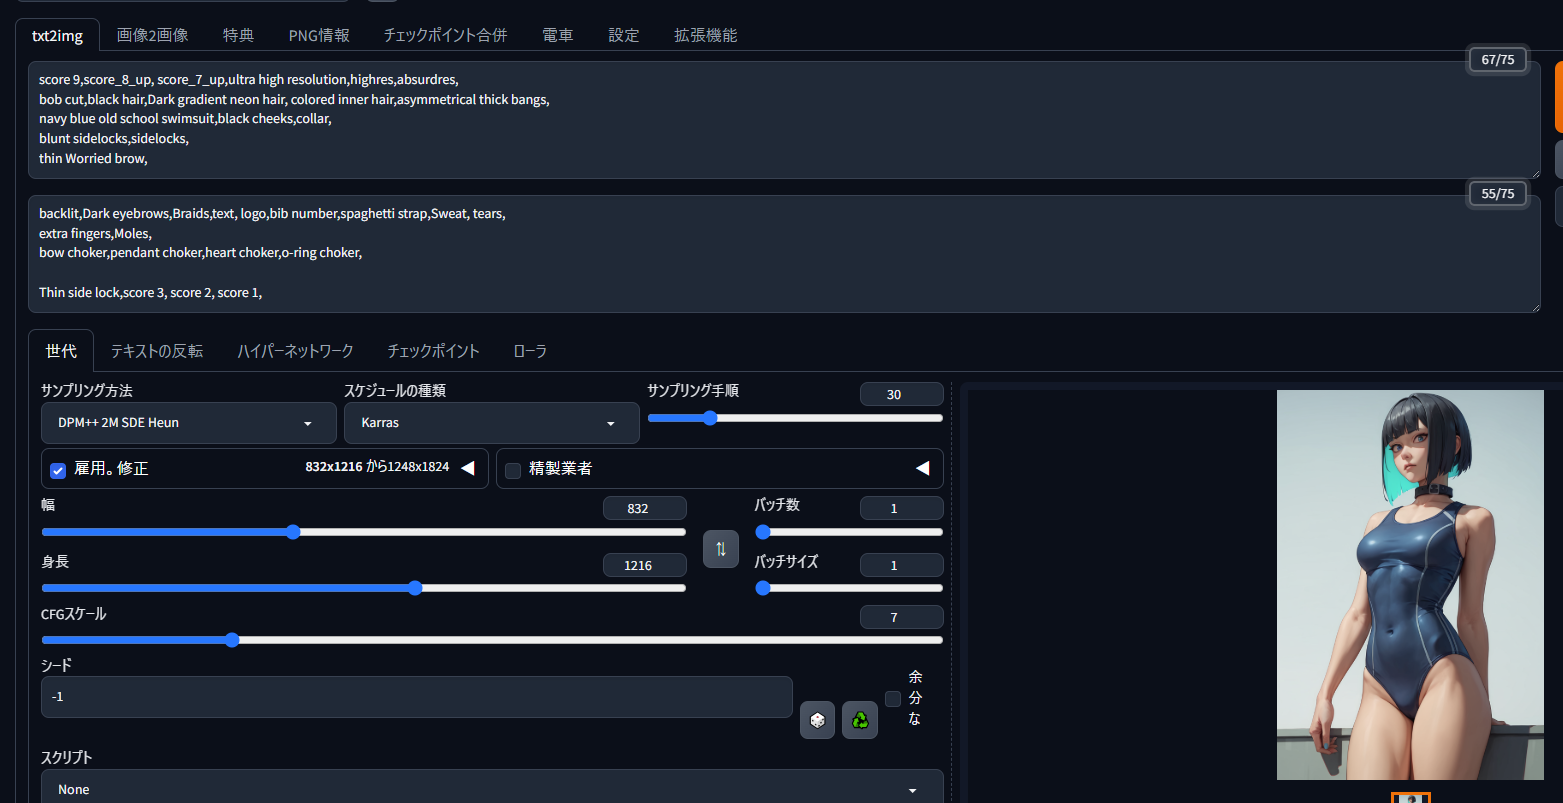 txt2img 画像2画像 特典 PNG情報 チェックポイント合併 電車 設定 拡張機能
67/75
score 9,score_8_up, score_7_up,ultra high resolution,highres,absurdres,
bob cut,black hair,Dark gradient neon hair, colored inner hair,asymmetrical thick bangs,
navy blue old school swimsuit,black cheeks,collar,
blunt sidelocks,sidelocks,
thin Worried brow,
55/75
backlit,Dark eyebrows,Braids,text, logo,bib number,spaghetti strap,Sweat, tears,
extra fingers,Moles,
bow choker,pendant choker,heart choker,o-ring choker,
Thin side lock,score 3, score 2, score 1,
世代 テキストの反転 ハイパーネットワーク チェックポイント ローラ
サンプリング方法 スケジュールの種類 サンプリング手順 30
DPM++ 2M SDE Heun Karras
雇用。修正 832x1216 から1248x1824 精製業者
幅 832 バッチ数 1
身長 1216 バッチサイズ 1
CFGスケール 7
シード
-1
余
分
な
スクリプト
None